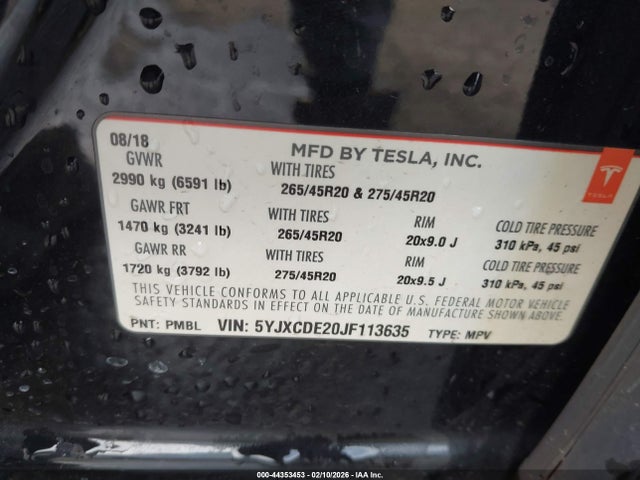 08/18
MFD BY TESLA, INC.
GVWR WITH TIRES
2990 kg (6591 lb) 265/45R20 & 275/45R20
GAWR FRT WITH TIRES RIM COLD TIRE PRESSURE
1470 kg (3241 lb) 265/45R20 20x9.0 J 310 kPa, 45 psi
GAWR RR WITH TIRES RIM COLD TIRE PRESSURE
1720 kg (3792 lb) 275/45R20 20x9.5 J 310 kPa, 45 psi
THIS VEHICLE CONFORMS TO ALL APPLICABLE U.S. FEDERAL MOTOR VEHICLE
SAFETY STANDARDS IN EFFECT ON THE DATE OF MANUFACTURE SHOWN ABOVE.
PNT: PMBL VIN: 5YJXCDE20JF113635 TYPE: MPV
TESLA
000-44353453 - 02/10/2026 - IAA Inc.